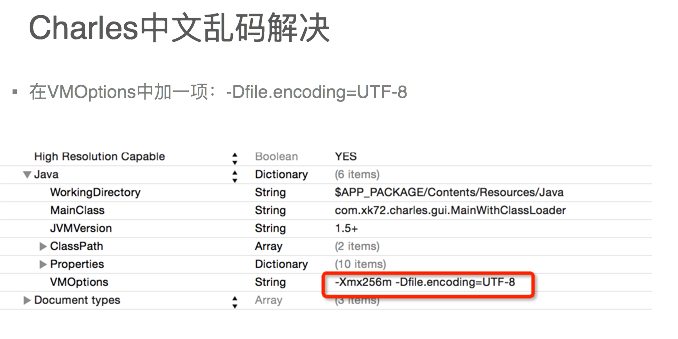 Charles中文乱码解决
在VMOptions中加一项：-Dfile.encoding=UTF-8
High Resolution Capable Boolean YES
Java Dictionary (6 items)
WorkingDirectory String $APP_PACKAGE/Contents/Resources/Java
MainClass String com.xk72.charles.gui.MainWithClassLoader
JVMVersion String 1.5+
ClassPath Array (2 items)
Properties Dictionary (10 items)
VMOptions String -Xmx256m -Dfile.encoding=UTF-8
Document types Array (3 items)